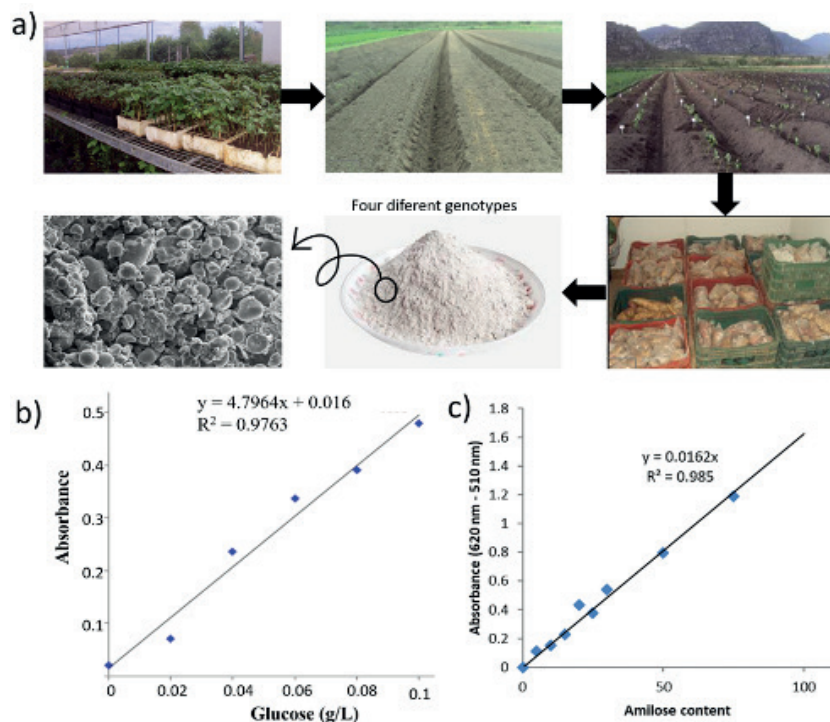 a)
Four diferent genotypes
b)
y = 4.7964x + 0.016
R² = 0.9763
0.5
0.4
0.3
0.2
0.1
Absorbance
0 0.02 0.04 0.06 0.08 0.1
Glucose (g/L)
c)
1.8
1.6
1.4
1.2
1
0.8
0.6
0.4
0.2
0
Absorbance (620 nm - 510 nm)
y = 0.0162x
R² = 0.985
0 50 100
Amilose content